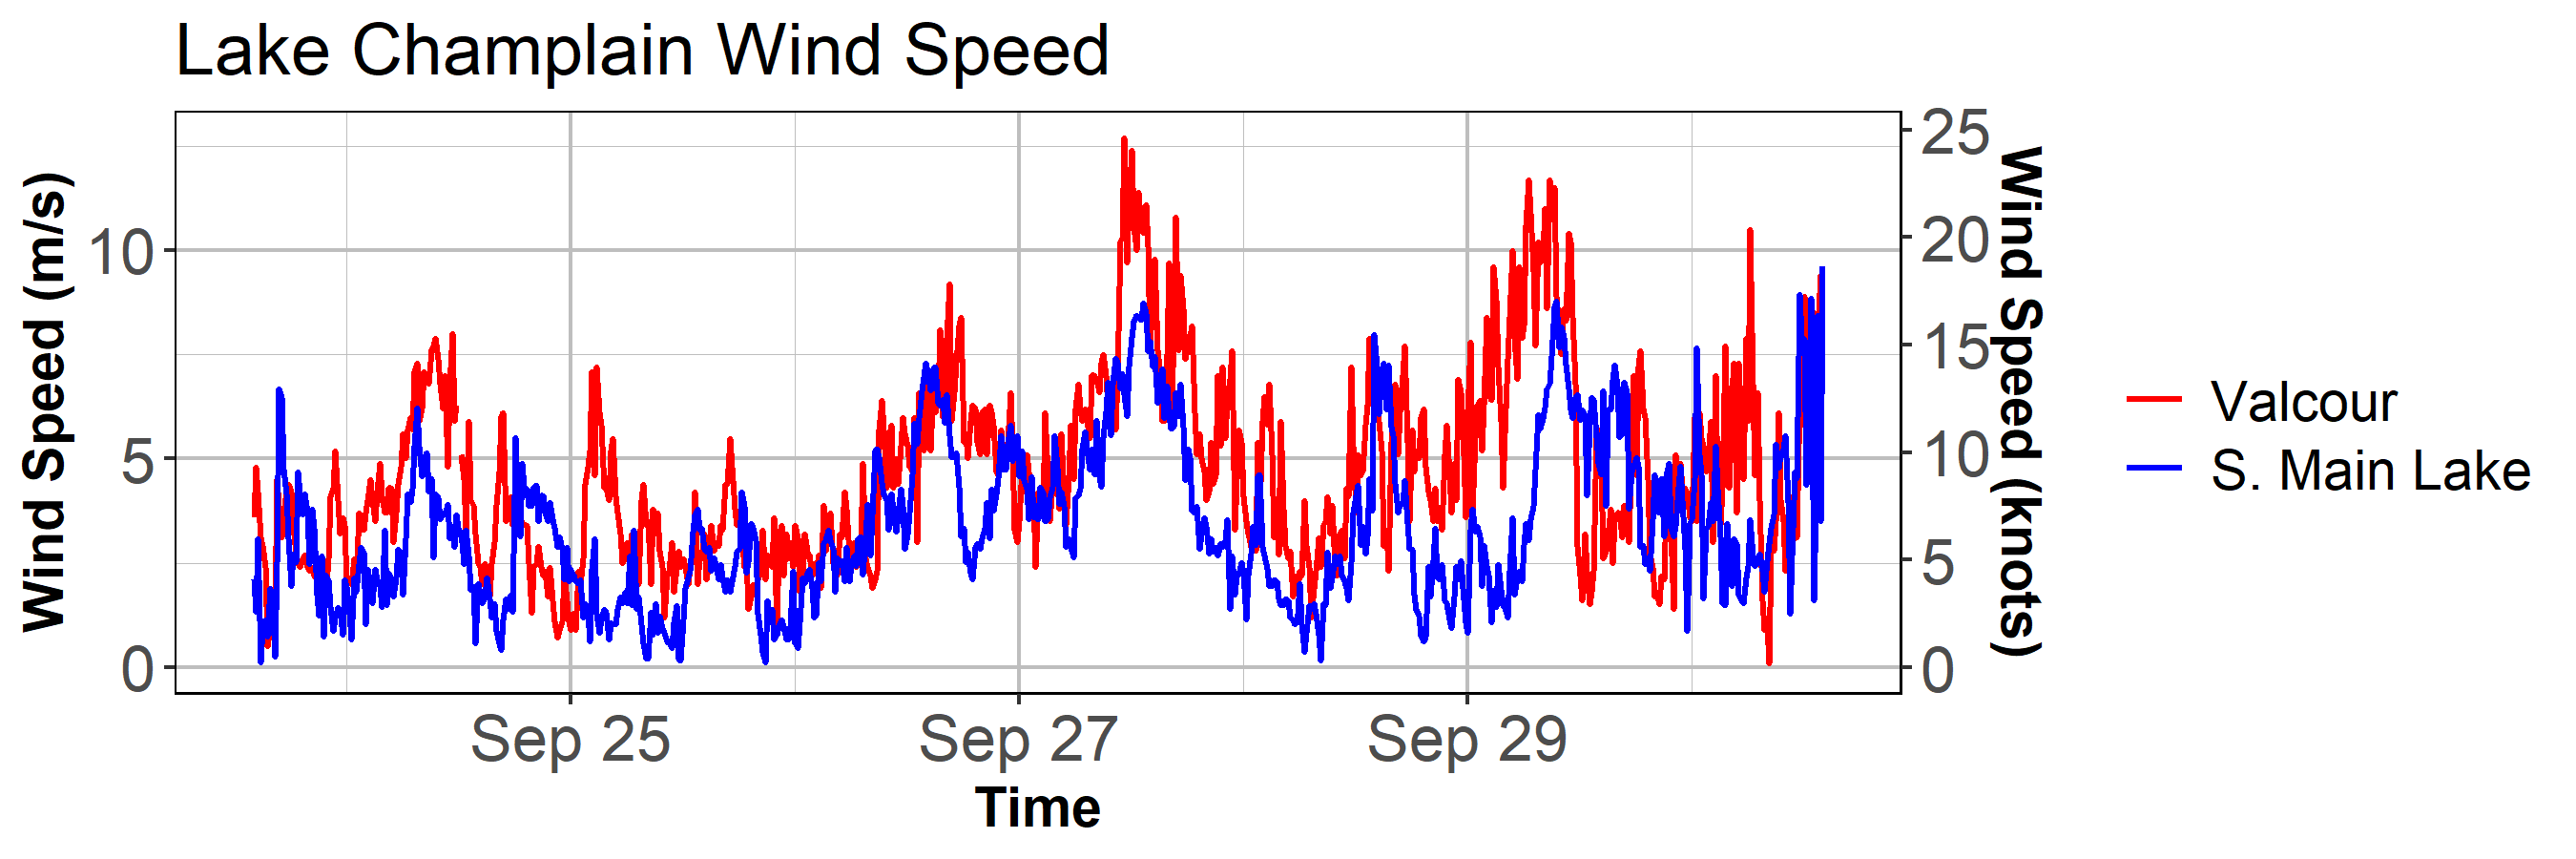 Lake Champlain Wind Speed
Wind Speed (m/s)
10
5
0
25
20
15
10
5
0
Wind Speed (knots)
Sep 25
Sep 27
Sep 29
Time
Valcour
S. Main Lake